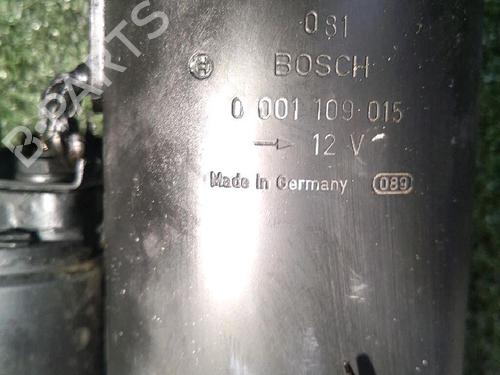 081
BOSCH
0 001 109 015
→ 12 V
Made in Germany 089
B-PARTS